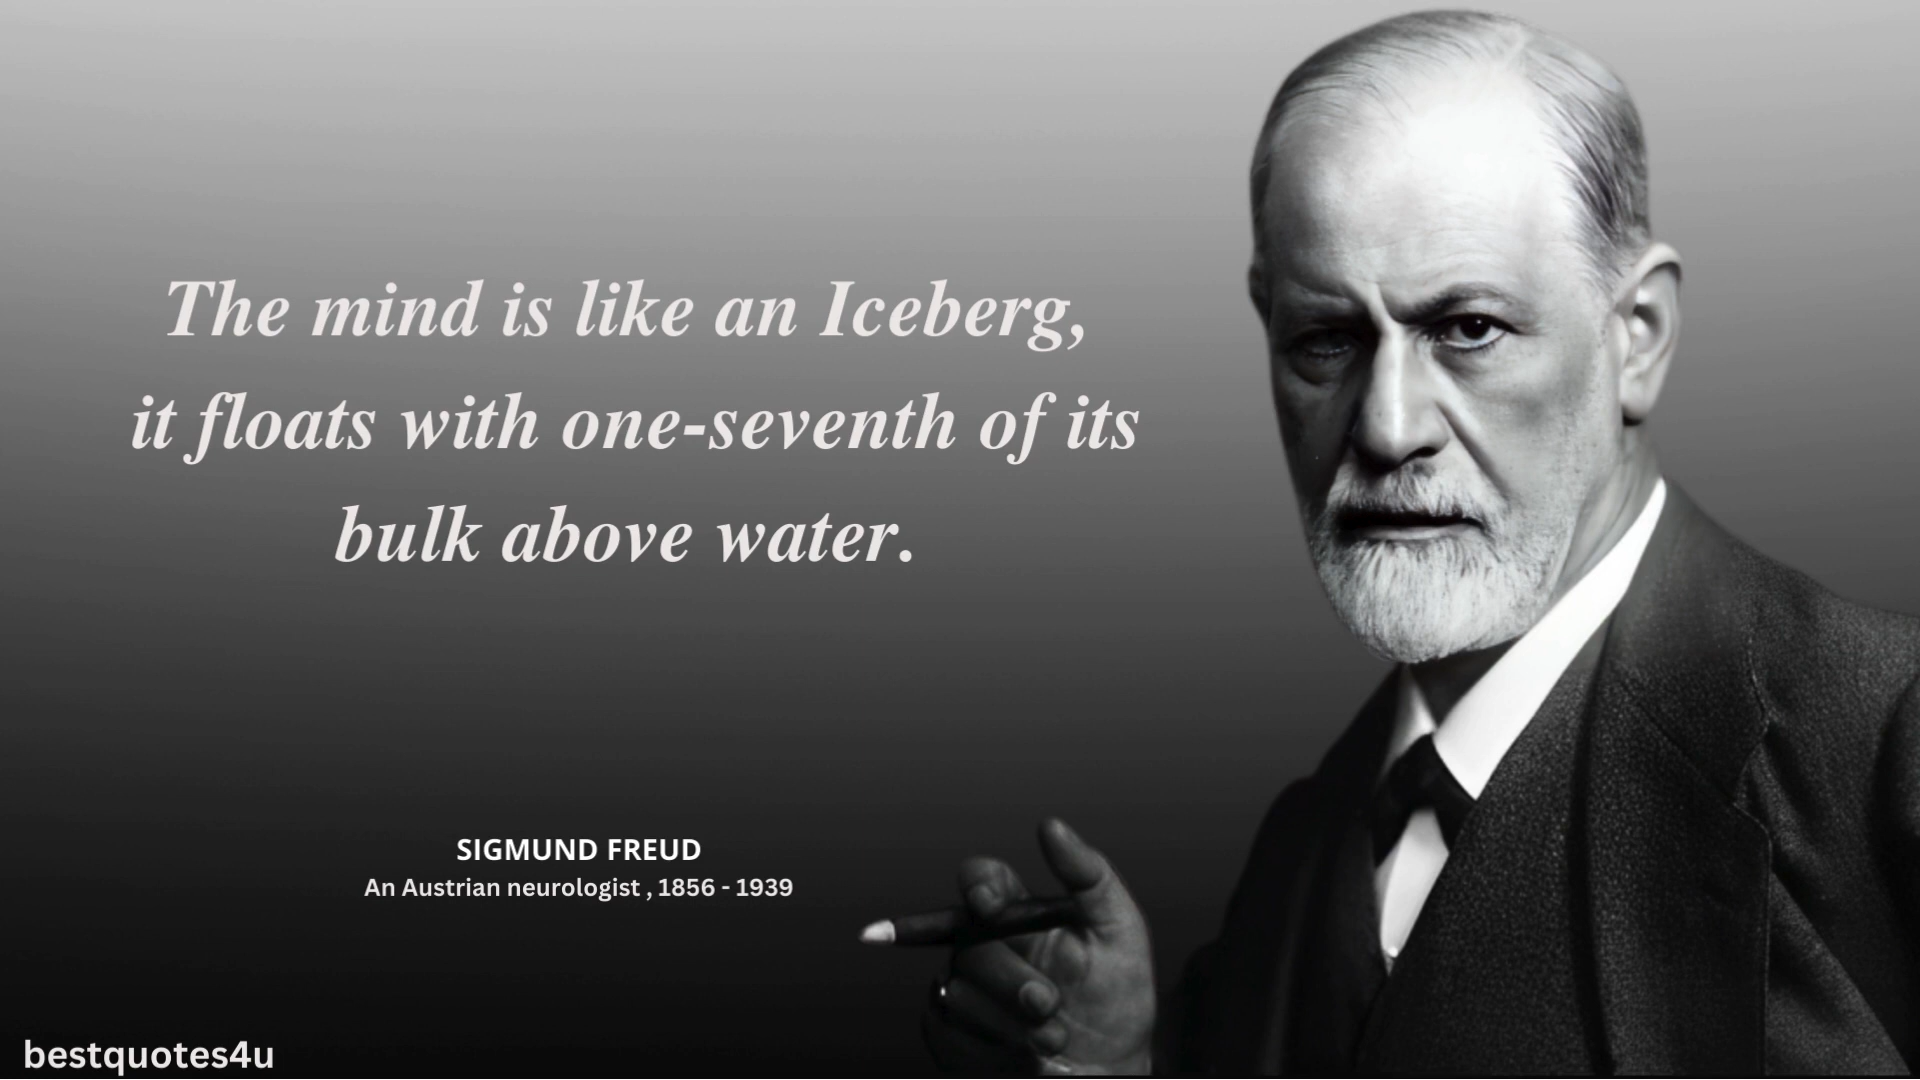 The mind is like an Iceberg,
it floats with one-seventh of its
bulk above water.
SIGMUND FREUD
An Austrian neurologist , 1856 - 1939
bestquotes4u